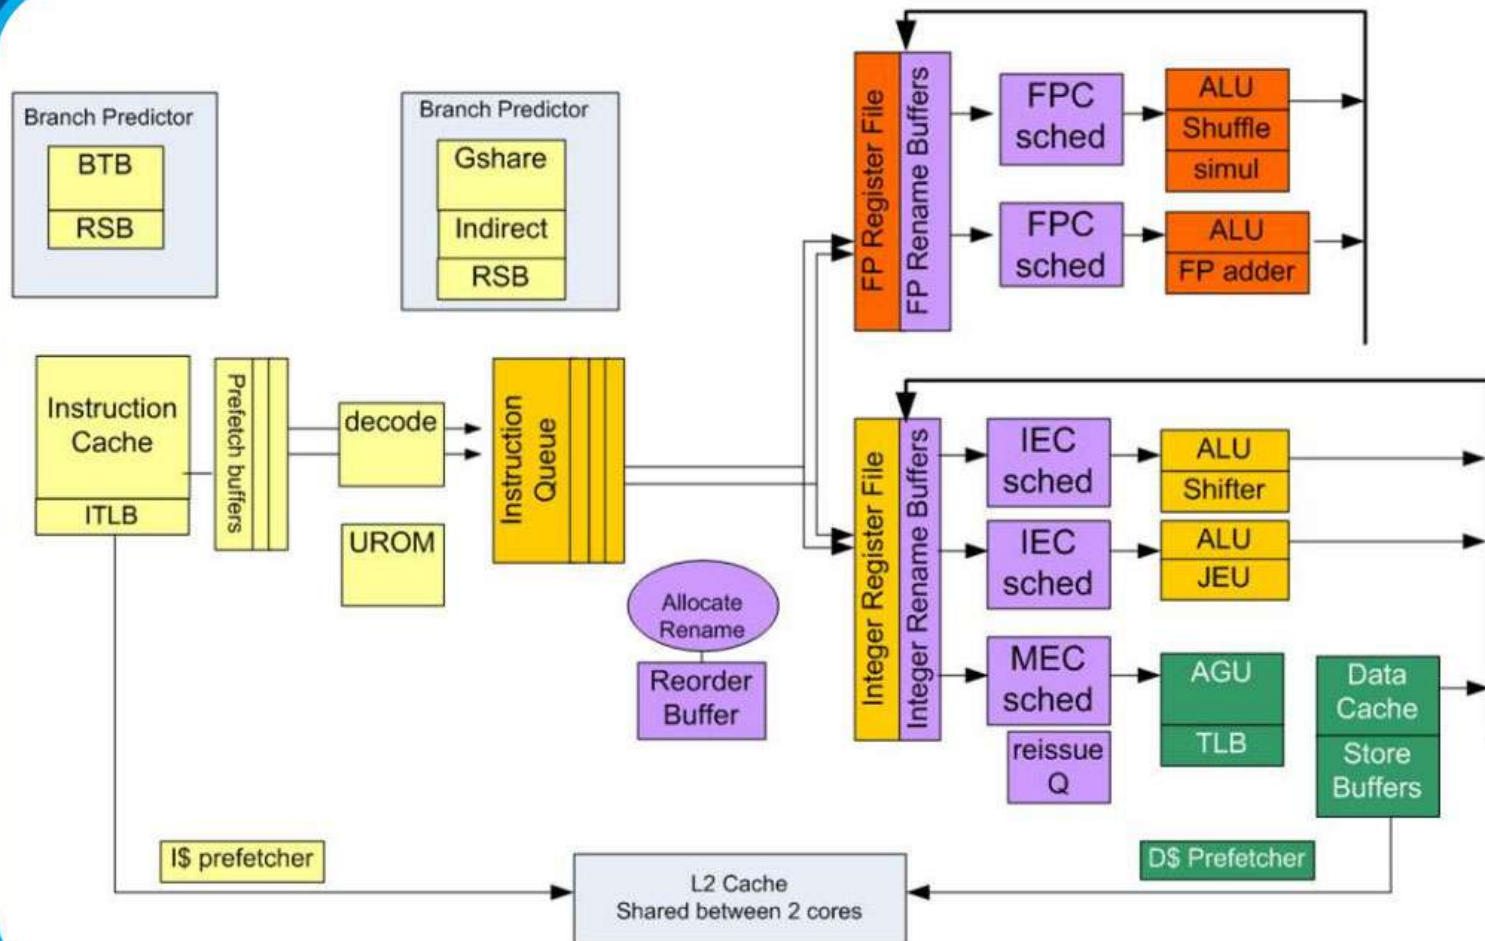 Branch Predictor
BTB
RSB
Branch Predictor
Gshare
Indirect
RSB
Instruction
Cache
ITLB
Prefetch buffers
decode
UROM
Instruction
Queue
Allocate
Rename
Reorder
Buffer
FP Register File
FP Rename Buffers
FPC
sched
ALU
Shuffle
simul
FPC
sched
ALU
FP adder
Integer Register File
Integer Rename Buffers
IEC
sched
ALU
Shifter
IEC
sched
ALU
JEU
MEC
sched
reissue
Q
AGU
TLB
Data
Cache
Store
Buffers
I$ prefetcher
L2 Cache
Shared between 2 cores
D$ Prefetcher